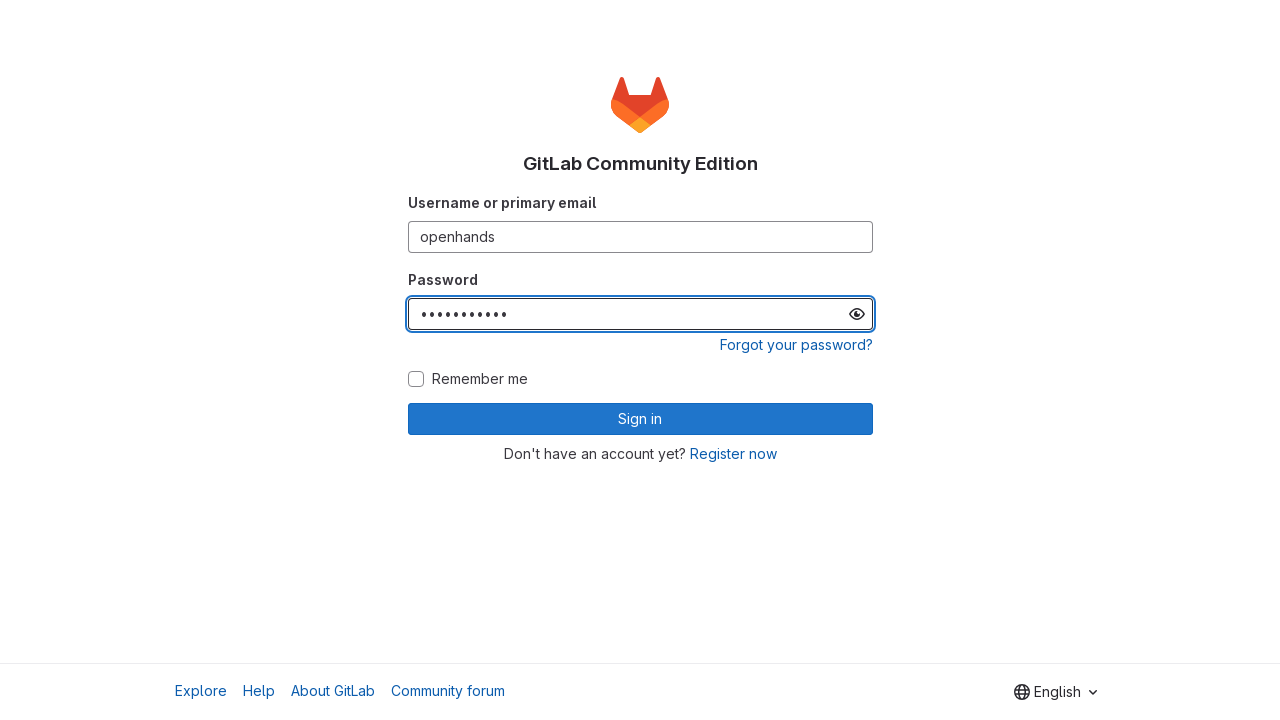 GitLab Community Edition
Username or primary email
openhands
Password
•••••••••••
Forgot your password?
Remember me
Sign in
Don't have an account yet? Register now
Explore Help About GitLab Community forum English